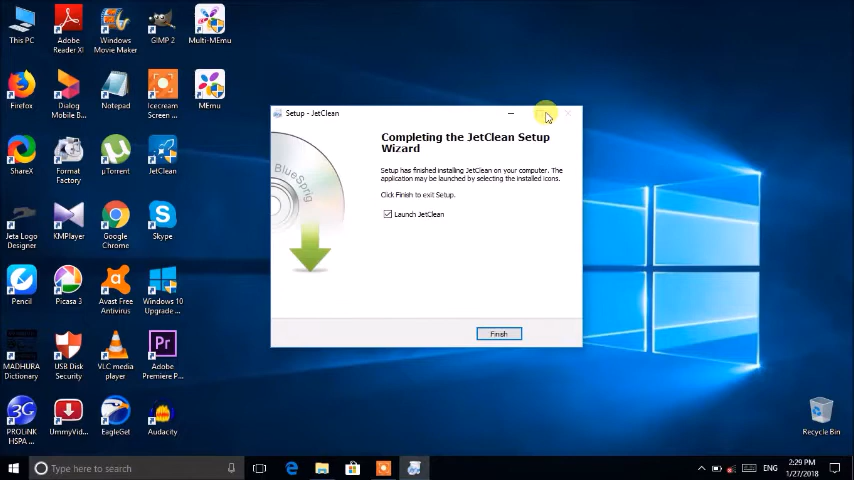 This PC
Adobe
Reader XI
Windows
Movie Maker
GIMP 2
Multi-MEmu
Firefox
Dialog
Mobile B...
Notepad
Icecream
Screen ...
MEmu
ShareX
Format
Factory
µTorrent
JetClean
Jeta Logo
Designer
KMPlayer
Google
Chrome
Skype
Pencil
Picasa 3
Avast Free
Antivirus
Windows 10
Upgrade ...
MADHURA
Dictionary
USB Disk
Security
VLC media
player
Pr
Adobe
Premiere P...
3G
PROLiNK
HSPA ...
UmmyVid...
EagleGet
Audacity
Setup - JetClean
BlueSprig
Completing the JetClean Setup
Wizard
Setup has finished installing JetClean on your computer. The
application may be launched by selecting the installed icons.
Click Finish to exit Setup.
Launch JetClean
Finish
Recycle Bin
Type here to search
ENG
2:29 PM
1/27/2018